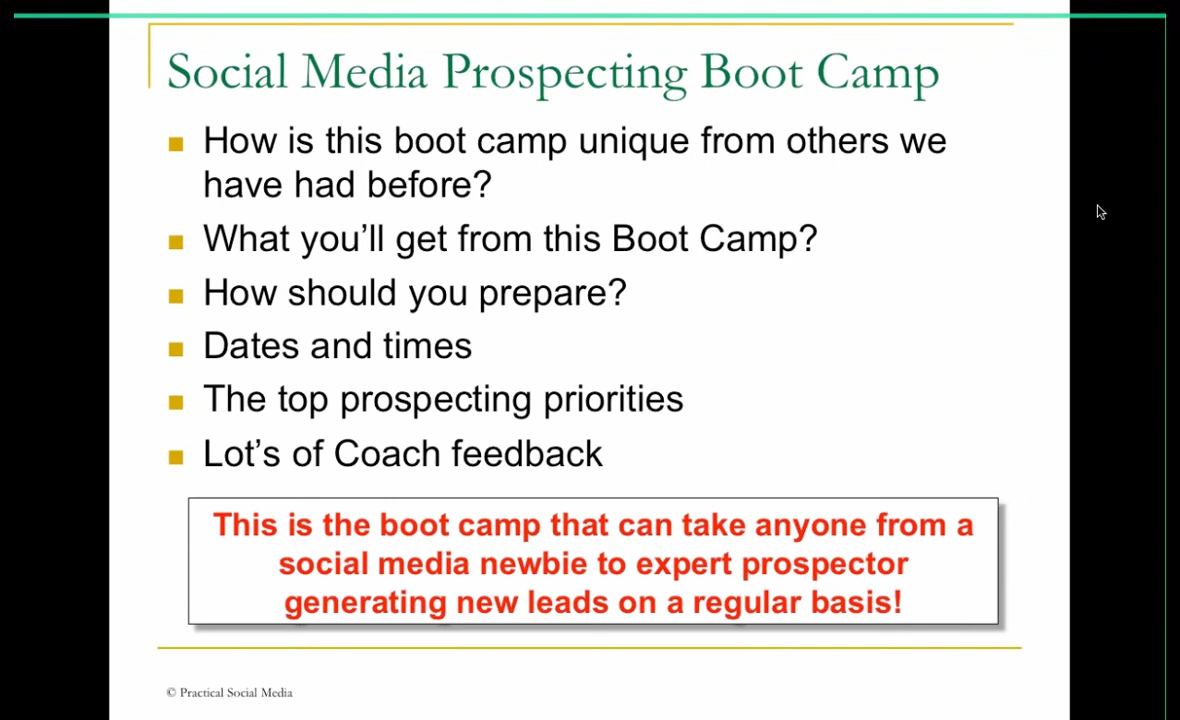 Social Media Prospecting Boot Camp
How is this boot camp unique from others we
have had before?
What you’ll get from this Boot Camp?
How should you prepare?
Dates and times
The top prospecting priorities
Lot’s of Coach feedback
This is the boot camp that can take anyone from a
social media newbie to expert prospector
generating new leads on a regular basis!
© Practical Social Media